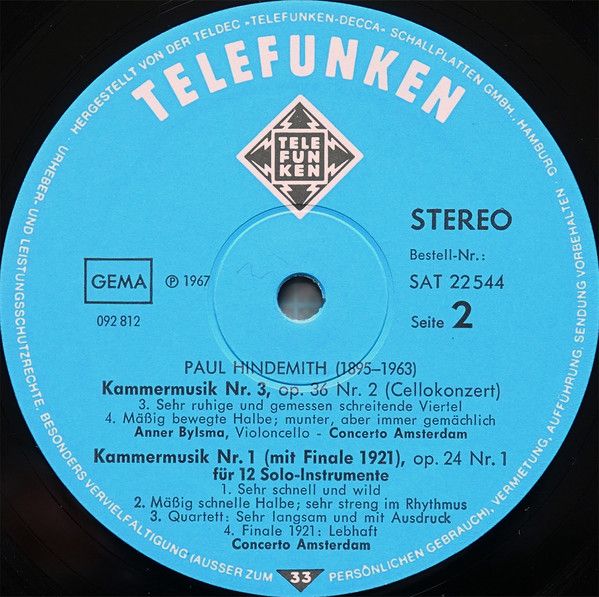 HERGESTELLT VON DER TELDEC »TELEFUNKEN-DECCA« SCHALLPLATTEN GMBH., HAMBURG
TELEFUNKEN
TELE
FUN
KEN
STEREO
Bestell-Nr.:
GEMA
℗ 1967
SAT 22 544
092 812
Seite 2
PAUL HINDEMITH (1895–1963)
Kammermusik Nr. 3, op. 36 Nr. 2 (Cellokonzert)
3. Sehr ruhige und gemessen schreitende Viertel
4. Mäßig bewegte Halbe; munter, aber immer gemächlich
Anner Bylsma, Violoncello – Concerto Amsterdam
Kammermusik Nr. 1 (mit Finale 1921), op. 24 Nr. 1
für 12 Solo-Instrumente
1. Sehr schnell und wild
2. Mäßig schnelle Halbe; sehr streng im Rhythmus
3. Quartett: Sehr langsam und mit Ausdruck
4. Finale 1921: Lebhaft
Concerto Amsterdam
URHEBER- UND LEISTUNGSSCHUTZRECHTE, BESONDERS VERVIELFÄLTIGUNG (AUSSER ZUM PERSÖNLICHEN GEBRAUCH), VERMIETUNG, AUFFÜHRUNG, SENDUNG VORBEHALTEN
33